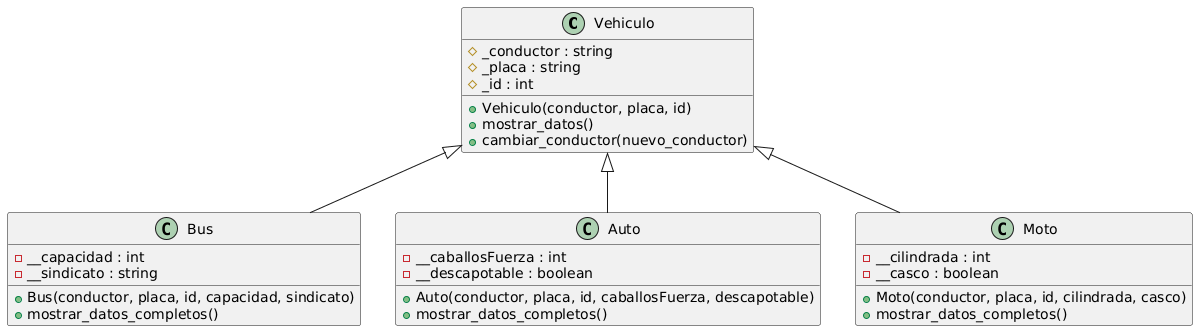 C Vehiculo
_conductor : string
_placa : string
_id : int
Vehiculo(conductor, placa, id)
mostrar_datos()
cambiar_conductor(nuevo_conductor)
C Bus
__capacidad : int
__sindicato : string
Bus(conductor, placa, id, capacidad, sindicato)
mostrar_datos_completos()
C Auto
__caballosFuerza : int
__descapotable : boolean
Auto(conductor, placa, id, caballosFuerza, descapotable)
mostrar_datos_completos()
C Moto
__cilindrada : int
__casco : boolean
Moto(conductor, placa, id, cilindrada, casco)
mostrar_datos_completos()